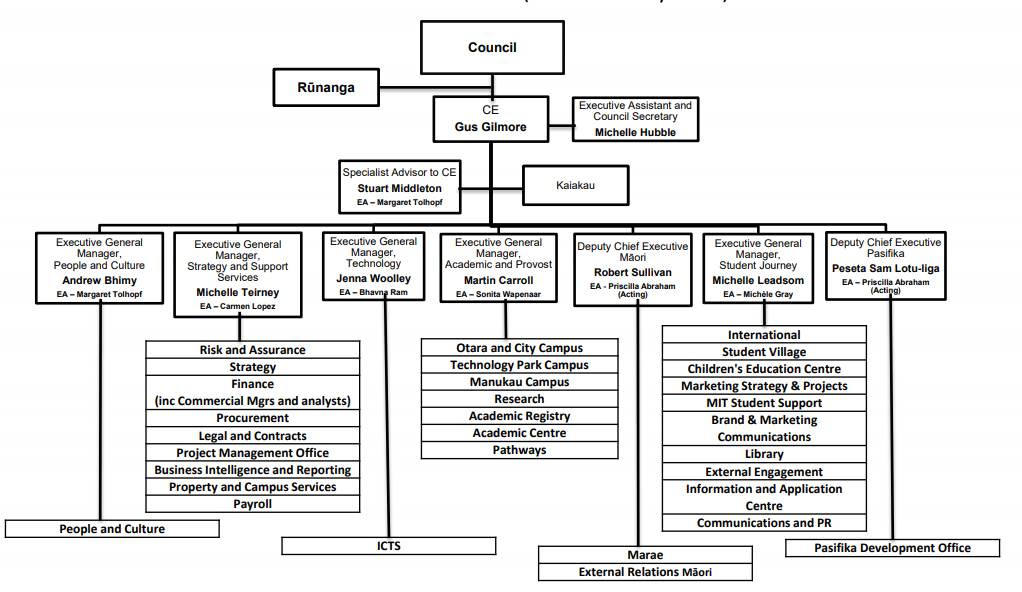 Council
Rūnanga
CE
Gus Gilmore
Executive Assistant and
Council Secretary
Michelle Hubble
Specialist Advisor to CE
Stuart Middleton
EA – Margaret Tolhopf
Kaiakau
Executive General
Manager,
People and Culture
Andrew Bhimy
EA – Margaret Tolhopf
Executive General
Manager,
Strategy and Support
Services
Michelle Teirney
EA – Carmen Lopez
Executive General
Manager,
Technology
Jenna Woolley
EA – Bhavna Ram
Executive General
Manager,
Academic and Provost
Martin Carroll
EA – Sonita Wapenaar
Deputy Chief Executive
Māori
Robert Sullivan
EA - Priscilla Abraham
(Acting)
Executive General
Manager,
Student Journey
Michelle Leadsom
EA – Michèle Gray
Deputy Chief Executive
Pasifika
Peseta Sam Lotu-liga
EA – Priscilla Abraham
(Acting)
Risk and Assurance
Strategy
Finance
(inc Commercial Mgrs and analysts)
Procurement
Legal and Contracts
Project Management Office
Business Intelligence and Reporting
Property and Campus Services
Payroll
Otara and City Campus
Technology Park Campus
Manukau Campus
Research
Academic Registry
Academic Centre
Pathways
International
Student Village
Children's Education Centre
Marketing Strategy & Projects
MIT Student Support
Brand & Marketing
Communications
Library
External Engagement
Information and Application
Centre
Communications and PR
People and Culture
ICTS
Marae
External Relations Māori
Pasifika Development Office